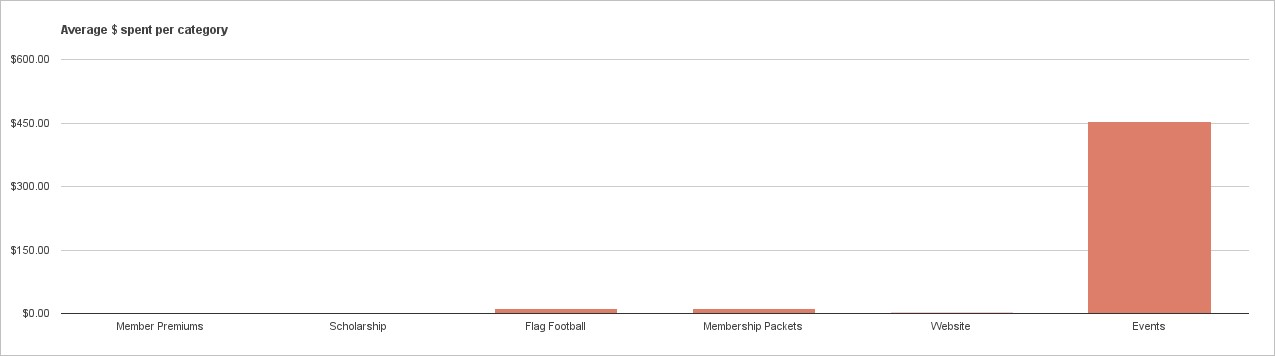 Average $ spent per category
$600.00
$450.00
$300.00
$150.00
$0.00
Member Premiums Scholarship Flag Football Membership Packets Website Events